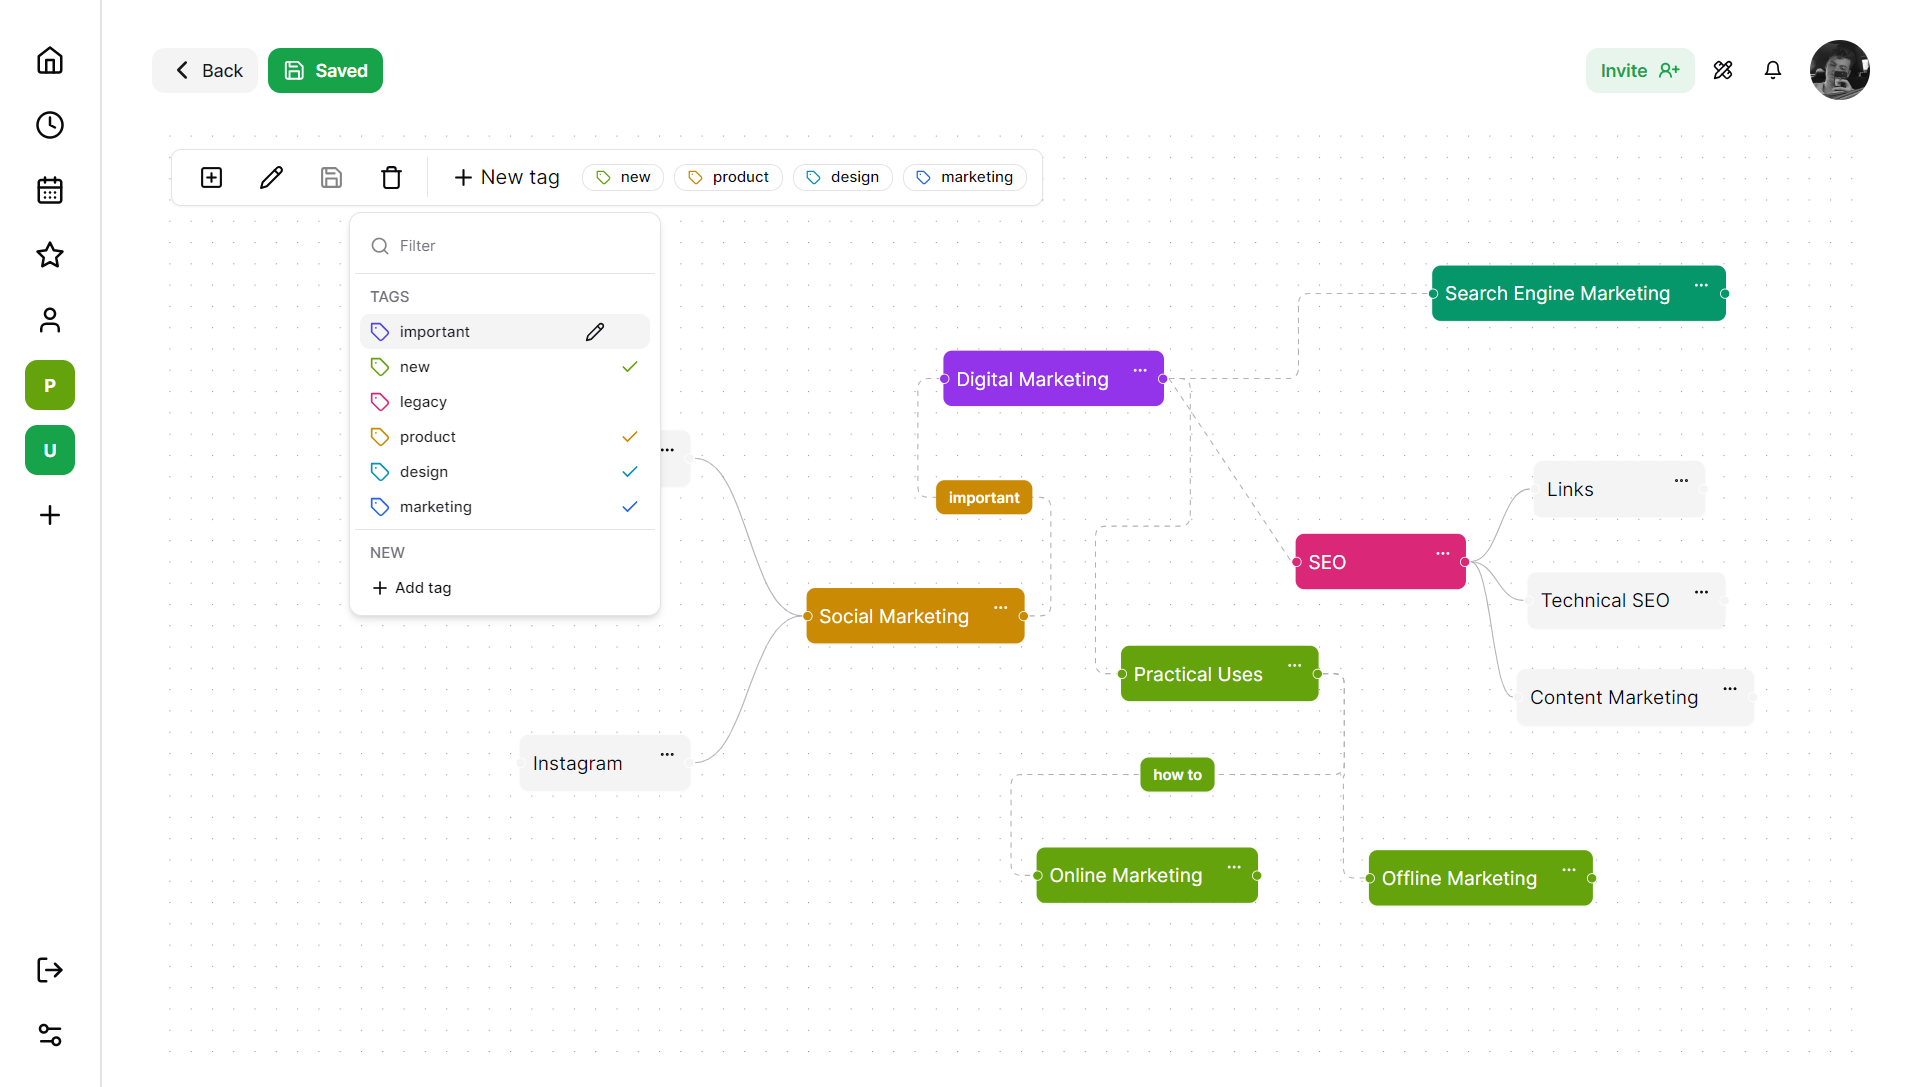 Back
Saved
Invite
New tag
new
product
design
marketing
Filter
TAGS
important
new
legacy
product
design
marketing
NEW
Add tag
P
U
Search Engine Marketing
Digital Marketing
important
Links
SEO
Technical SEO
Social Marketing
Practical Uses
Content Marketing
Instagram
how to
Online Marketing
Offline Marketing